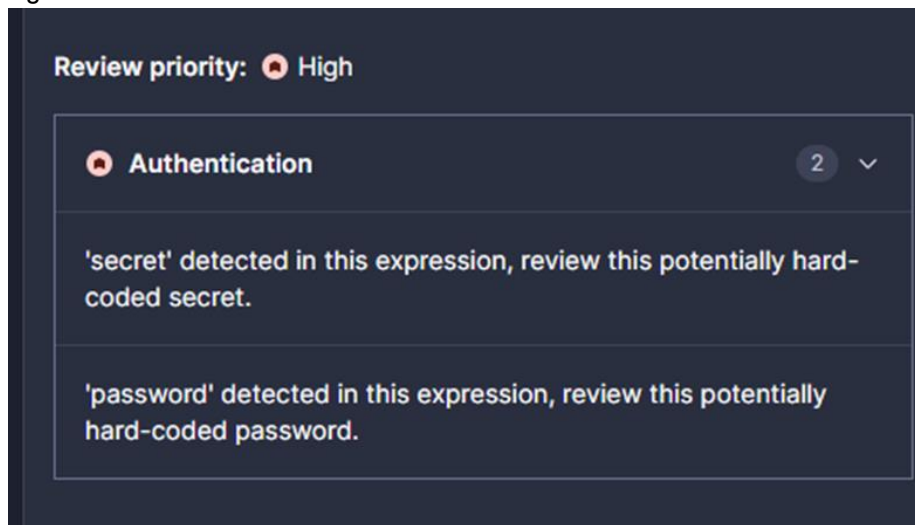 Review priority: High
Authentication 2
'secret' detected in this expression, review this potentially hard-
coded secret.
'password' detected in this expression, review this potentially
hard-coded password.